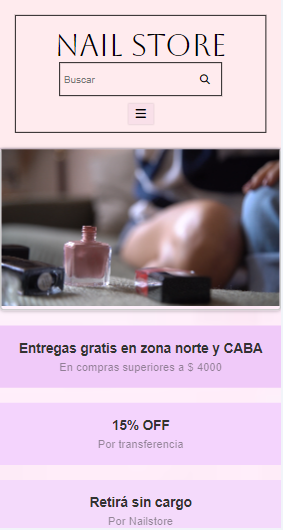 NAIL STORE
Buscar
Entregas gratis en zona norte y CABA
En compras superiores a $ 4000
15% OFF
Por transferencia
Retirá sin cargo
Por Nailstore